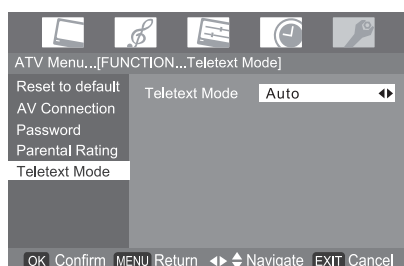 ATV Menu...[FUNCTION...Teletext Mode]
Reset to default
Teletext Mode Auto
AV Connection
Password
Parental Rating
Teletext Mode
OK Confirm MENU Return Navigate EXIT Cancel